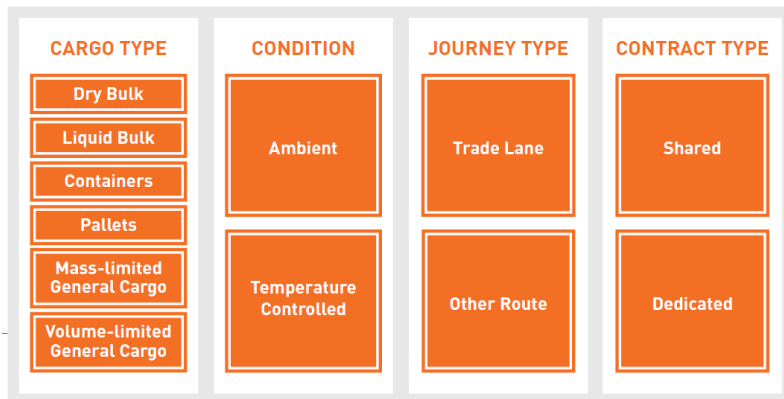 CARGO TYPE
Dry Bulk
Liquid Bulk
Containers
Pallets
Mass-limited
General Cargo
Volume-limited
General Cargo
CONDITION
Ambient
Temperature
Controlled
JOURNEY TYPE
Trade Lane
Other Route
CONTRACT TYPE
Shared
Dedicated